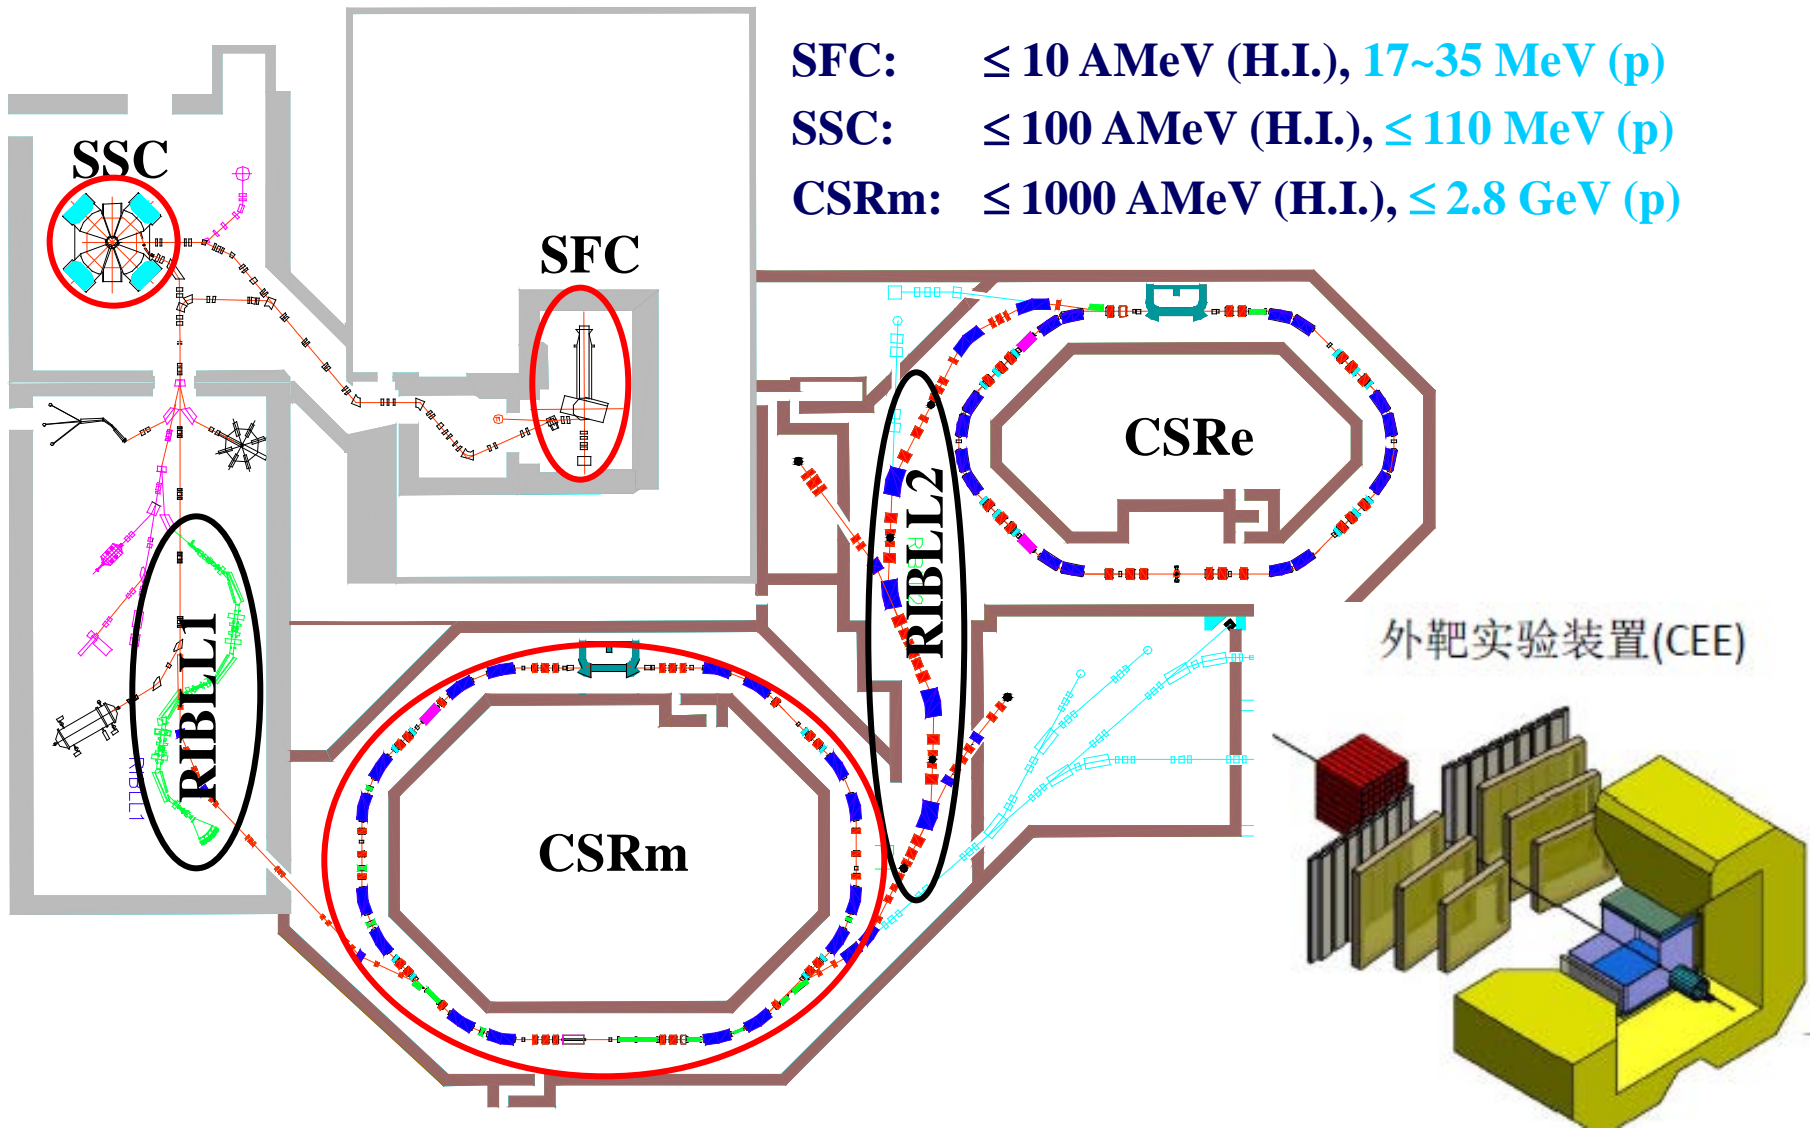 SFC: ≤ 10 AMeV (H.I.), 17~35 MeV (p)
SSC: ≤ 100 AMeV (H.I.), ≤ 110 MeV (p)
CSRm: ≤ 1000 AMeV (H.I.), ≤ 2.8 GeV (p)
SSC
SFC
CSRe
RIBLL2
外靶实验装置(CEE)
RIBLL1
RIBLL1
CSRm